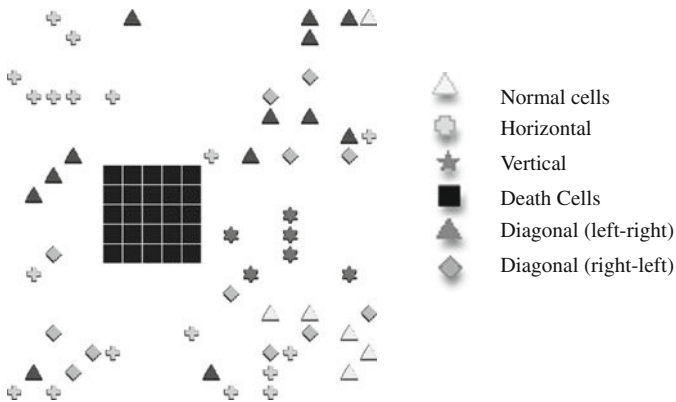 Normal cells
Horizontal
Vertical
Death Cells
Diagonal (left-right)
Diagonal (right-left)